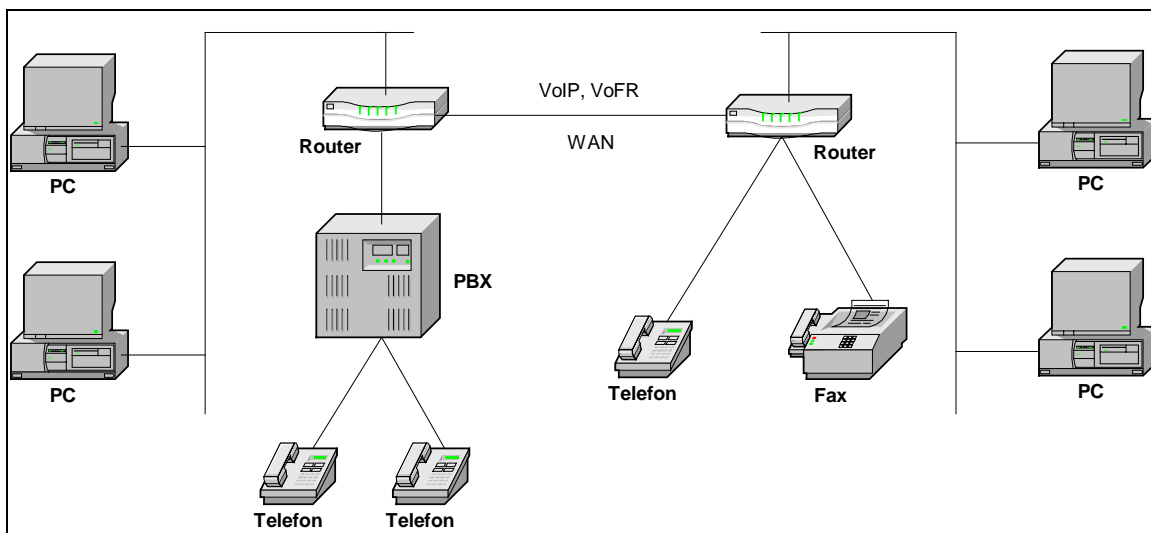 VoIP, VoFR
WAN
Router
Router
PC
PC
PBX
Telefon
Fax
PC
PC
Telefon
Telefon